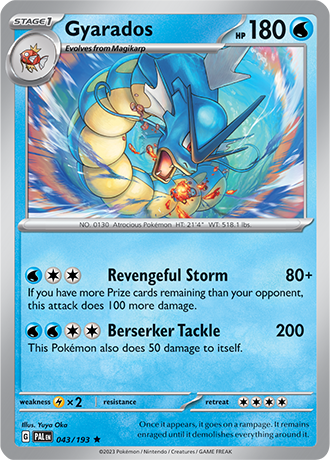 STAGE 1 Gyarados HP 180
Evolves from Magikarp
NO. 0130 Atrocious Pokémon HT: 21'4" WT: 518.1 lbs.
Revengeful Storm 80+
If you have more Prize cards remaining than your opponent,
this attack does 100 more damage.
Berserker Tackle 200
This Pokémon also does 50 damage to itself.
weakness ×2 resistance retreat
Illus. Yuya Oka
G PAL EN 043/193 ★
Once it appears, it goes on a rampage. It remains
enraged until it demolishes everything around it.
©2023 Pokémon / Nintendo / Creatures / GAME FREAK